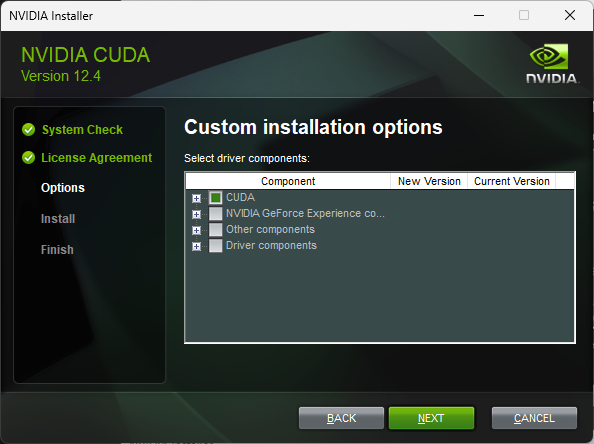 NVIDIA Installer
NVIDIA CUDA
Version 12.4
NVIDIA.
System Check
License Agreement
Options
Install
Finish
Custom installation options
Select driver components:
Component New Version Current Version
CUDA
NVIDIA GeForce Experience co...
Other components
Driver components
BACK NEXT CANCEL